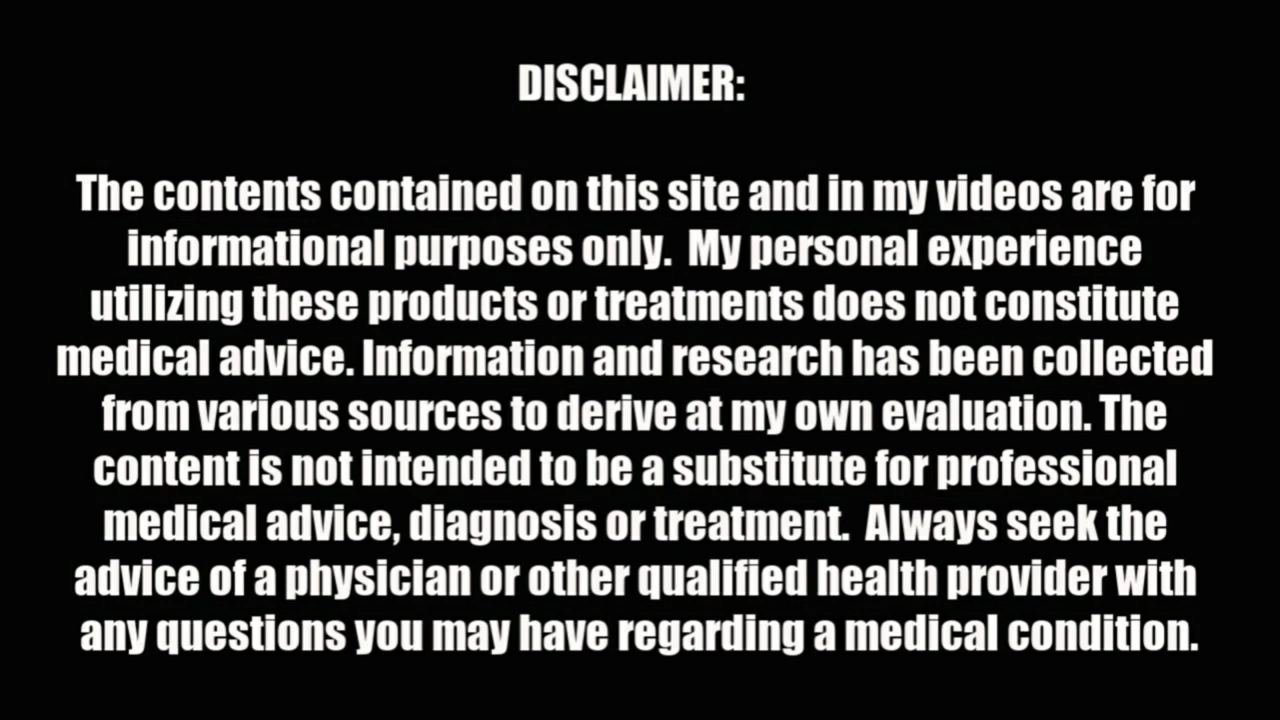 DISCLAIMER:
The contents contained on this site and in my videos are for
informational purposes only.  My personal experience
utilizing these products or treatments does not constitute
medical advice. Information and research has been collected
from various sources to derive at my own evaluation. The
content is not intended to be a substitute for professional
medical advice, diagnosis or treatment.  Always seek the
advice of a physician or other qualified health provider with
any questions you may have regarding a medical condition.